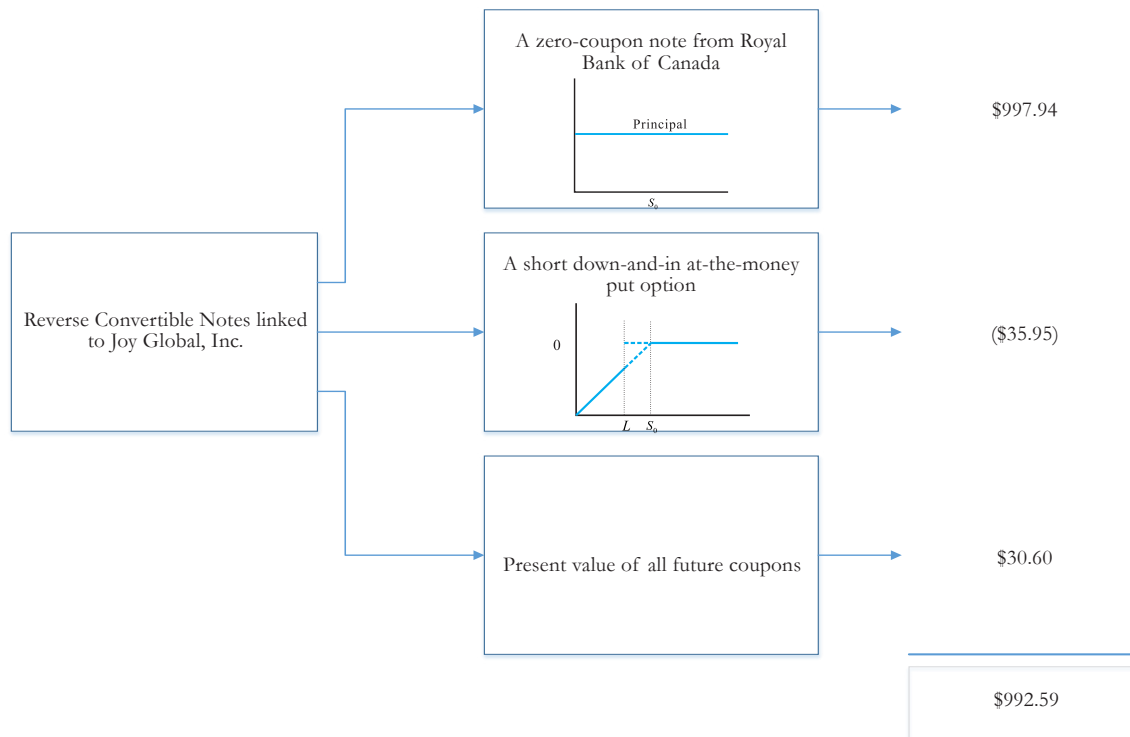 A zero-coupon note from Royal
Bank of Canada
Principal
S₀
$997.94
Reverse Convertible Notes linked
to Joy Global, Inc.
A short down-and-in at-the-money
put option
0
L S₀
($35.95)
Present value of all future coupons
$30.60
$992.59